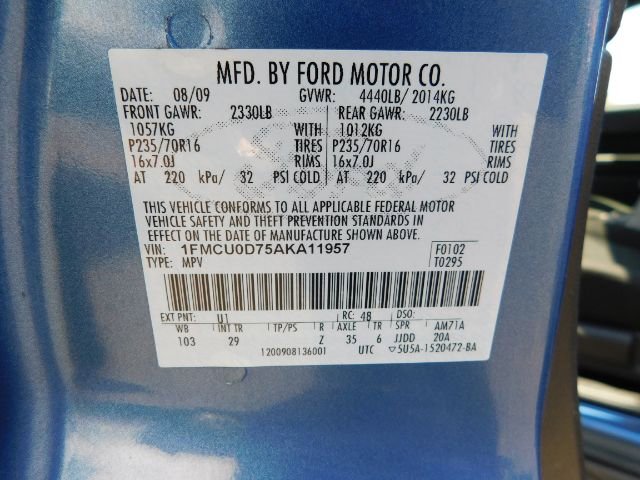 MFD. BY FORD MOTOR CO.
DATE: 08/09 GVWR: 4440LB/ 2014KG
FRONT GAWR: 2330LB REAR GAWR: 2230LB
1057KG WITH 1012KG WITH
P235/70R16 TIRES P235/70R16 TIRES
16x7.0J RIMS 16x7.0J RIMS
AT 220 kPa/ 32 PSI COLD AT 220 kPa/ 32 PSI COLD
THIS VEHICLE CONFORMS TO ALL APPLICABLE FEDERAL MOTOR
VEHICLE SAFETY AND THEFT PREVENTION STANDARDS IN
EFFECT ON THE DATE OF MANUFACTURE SHOWN ABOVE.
VIN: 1FMCU0D75AKA11957 F0102
TYPE: MPV T0295
EXT PNT: U1 RC: 48 DSO:
WB INT TR TP/PS R AXLE TR SPR AM71A
103 29 Z 35 6 JJDD 20A
1200908136001 UTC ▽5U5A-1520472-BA